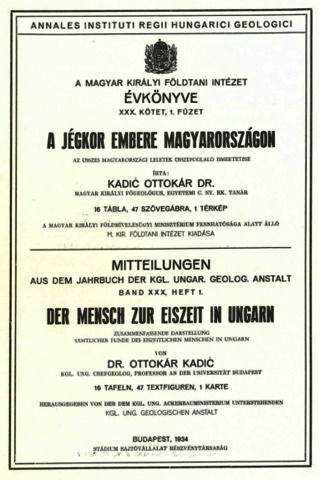 ANNALES INSTITUTI REGII HUNGARICI GEOLOGICI
A MAGYAR KIRÁLYI FÖLDTANI INTÉZET
ÉVKÖNYVE
XXX. KÖTET, 1. FÜZET
A JÉGKOR EMBERE MAGYARORSZÁGON
AZ ÖSSZES MAGYARORSZÁGI LELETEK ÖSSZEFOGLALÓ ISMERTETÉSE
ÍRTA:
KADIĆ OTTOKÁR DR.
MAGYAR KIRÁLYI FŐGEOLÓGUS, EGYETEMI C. NY. RK. TANÁR
16 TÁBLA, 47 SZÖVEGÁBRA, 1 TÉRKÉP
A MAGYAR KIRÁLYI FÖLDMÍVELÉSÜGYI MINISZTÉRIUM FENNHATÓSÁGA ALATT ÁLLÓ
M. KIR. FÖLDTANI INTÉZET KIADÁSA
MITTEILUNGEN
AUS DEM JAHRBUCH DER KGL. UNGAR. GEOLOG. ANSTALT
BAND XXX, HEFT 1.
DER MENSCH ZUR EISZEIT IN UNGARN
ZUSAMMENFASSENDE DARSTELLUNG
SÄMTLICHER FUNDE DES EISZEITLICHEN MENSCHEN IN UNGARN
VON
DR. OTTOKÁR KADIĆ
KGL. UNG. CHEFGEOLOG, PROFESSOR AN DER UNIVERSITÄT BUDAPEST
16 TAFELN, 47 TEXTFIGUREN, 1 KARTE
HERAUSGEGEBEN VON DER DEM KGL. UNG. ACKERBAUMINISTERIUM UNTERSTEHENDEN
KGL. UNG. GEOLOGISCHEN ANSTALT
BUDAPEST, 1934
STÁDIUM SAJTÓVÁLLALAT RÉSZVÉNYTÁRSASÁG